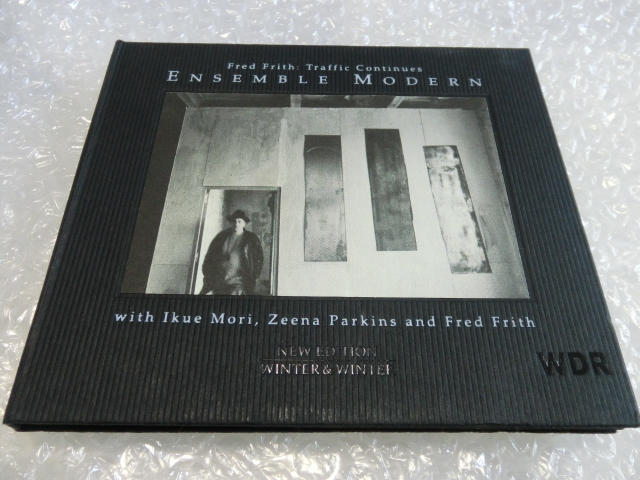 Fred Frith: Traffic Continues
ENSEMBLE MODERN
with Ikue Mori, Zeena Parkins and Fred Frith
NEW EDITION
WINTER & WINTER
WDR